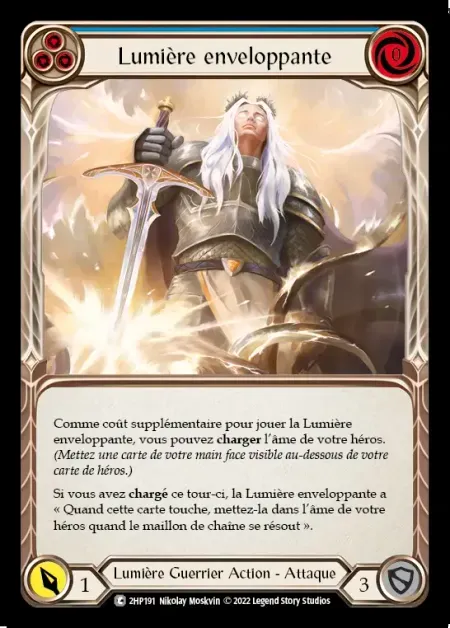 Lumière enveloppante
0
Comme coût supplémentaire pour jouer la Lumière
enveloppante, vous pouvez charger l'âme de votre héros.
(Mettez une carte de votre main face visible au-dessous de votre
carte de héros.)
Si vous avez chargé ce tour-ci, la Lumière enveloppante a
« Quand cette carte touche, mettez-la dans l'âme de votre
héros quand le maillon de chaîne se résout ».
1
Lumière Guerrier Action - Attaque
3
C 2HP191 Nikolay Moskvin © 2022 Legend Story Studios